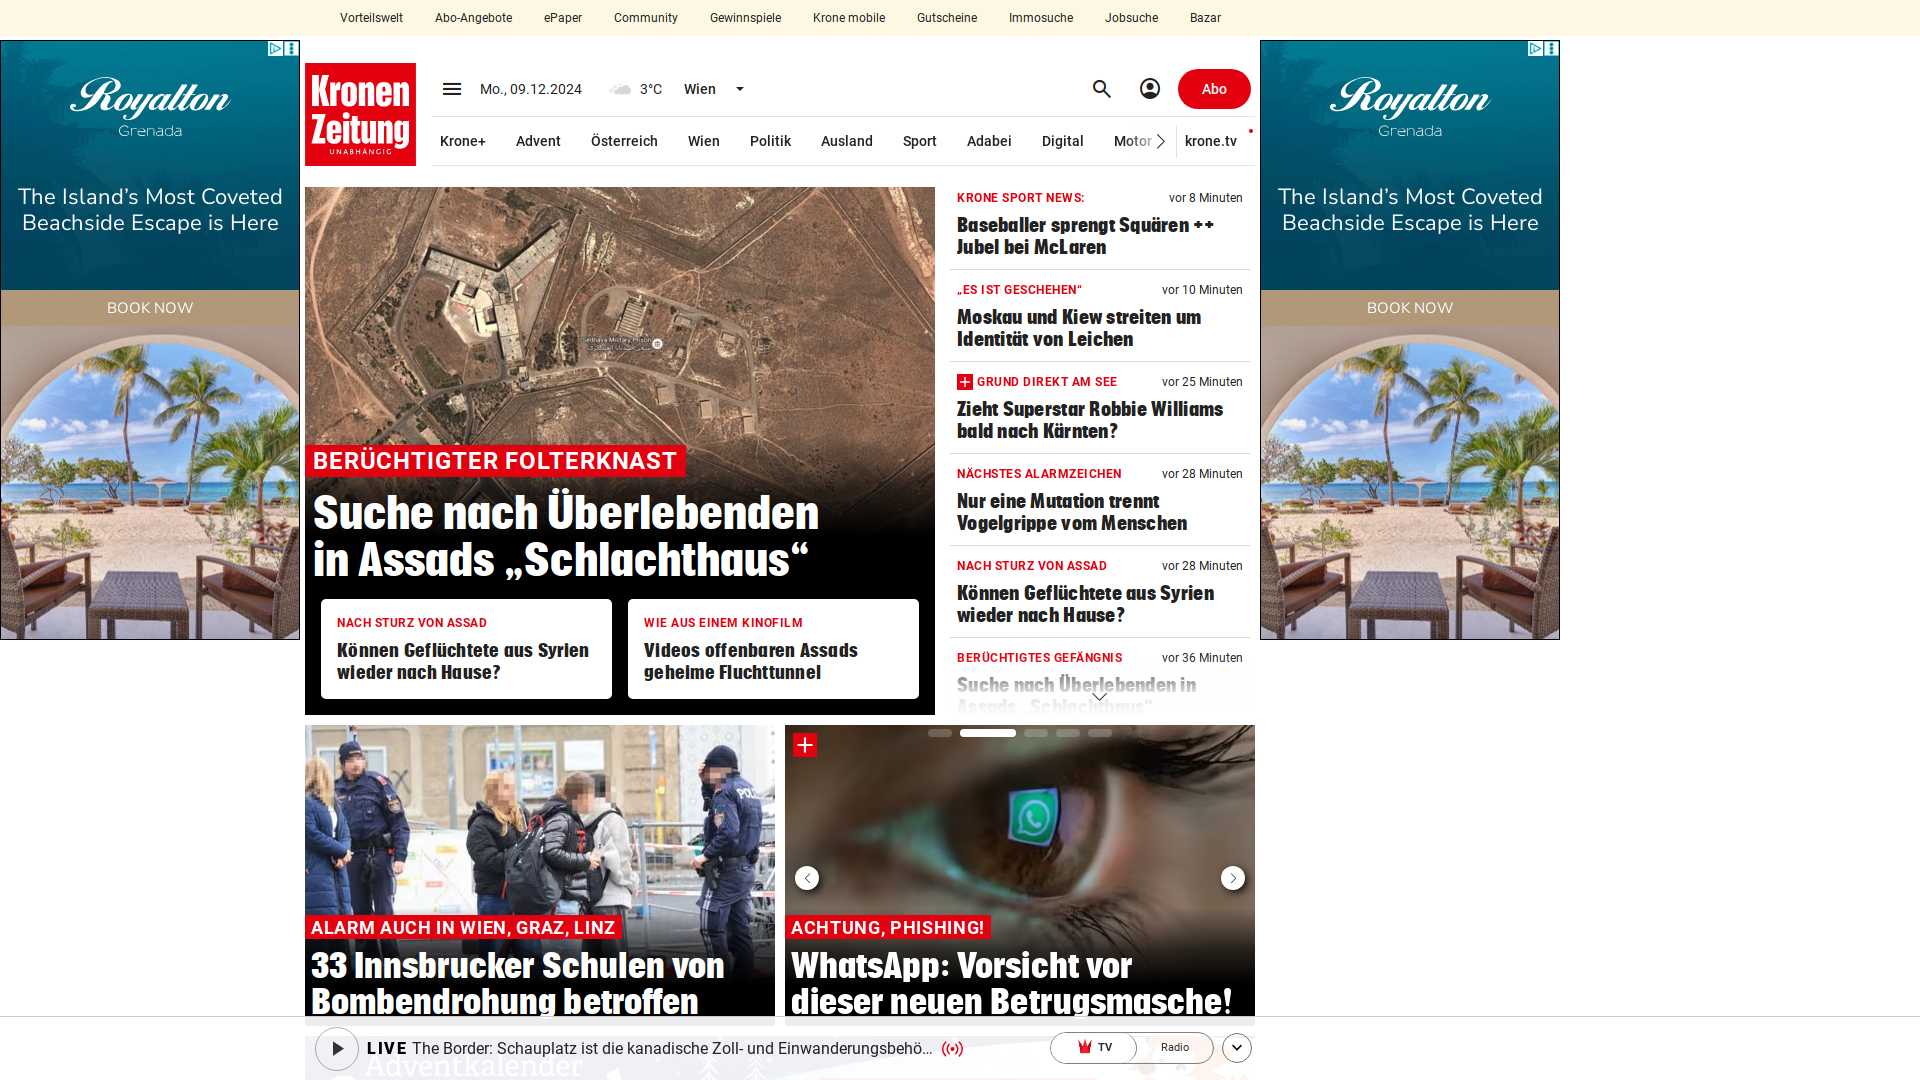 Vorteilswelt Abo-Angebote ePaper Community Gewinnspiele Krone mobile Gutscheine Immosuche Jobsuche Bazar
Royalton
Grenada
The Island's Most Coveted
Beachside Escape is Here
BOOK NOW
Kronen
Zeitung
UNABHÄNGIG
Mo., 09.12.2024 3°C Wien Abo
Krone+ Advent Österreich Wien Politik Ausland Sport Adabei Digital Motor krone.tv
BERÜCHTIGTER FOLTERKNAST
Suche nach Überlebenden
in Assads „Schlachthaus“
NACH STURZ VON ASSAD
Können Geflüchtete aus Syrien
wieder nach Hause?
WIE AUS EINEM KINOFILM
Videos offenbaren Assads
geheime Fluchttunnel
KRONE SPORT NEWS: vor 8 Minuten
Baseballer sprengt Squären ++
Jubel bei McLaren
„ES IST GESCHEHEN“ vor 10 Minuten
Moskau und Kiew streiten um
Identität von Leichen
GRUND DIREKT AM SEE vor 25 Minuten
Zieht Superstar Robbie Williams
bald nach Kärnten?
NÄCHSTES ALARMZEICHEN vor 28 Minuten
Nur eine Mutation trennt
Vogelgrippe vom Menschen
NACH STURZ VON ASSAD vor 28 Minuten
Können Geflüchtete aus Syrien
wieder nach Hause?
BERÜCHTIGTES GEFÄNGNIS vor 36 Minuten
Suche nach Überlebenden in
Assads „Schlachthaus“
Royalton
Grenada
The Island's Most Coveted
Beachside Escape is Here
BOOK NOW
ALARM AUCH IN WIEN, GRAZ, LINZ
33 Innsbrucker Schulen von
Bombendrohung betroffen
ACHTUNG, PHISHING!
WhatsApp: Vorsicht vor
dieser neuen Betrugsmasche!
LIVE The Border: Schauplatz ist die kanadische Zoll- und Einwanderungsbehö... TV Radio
Adventkalender